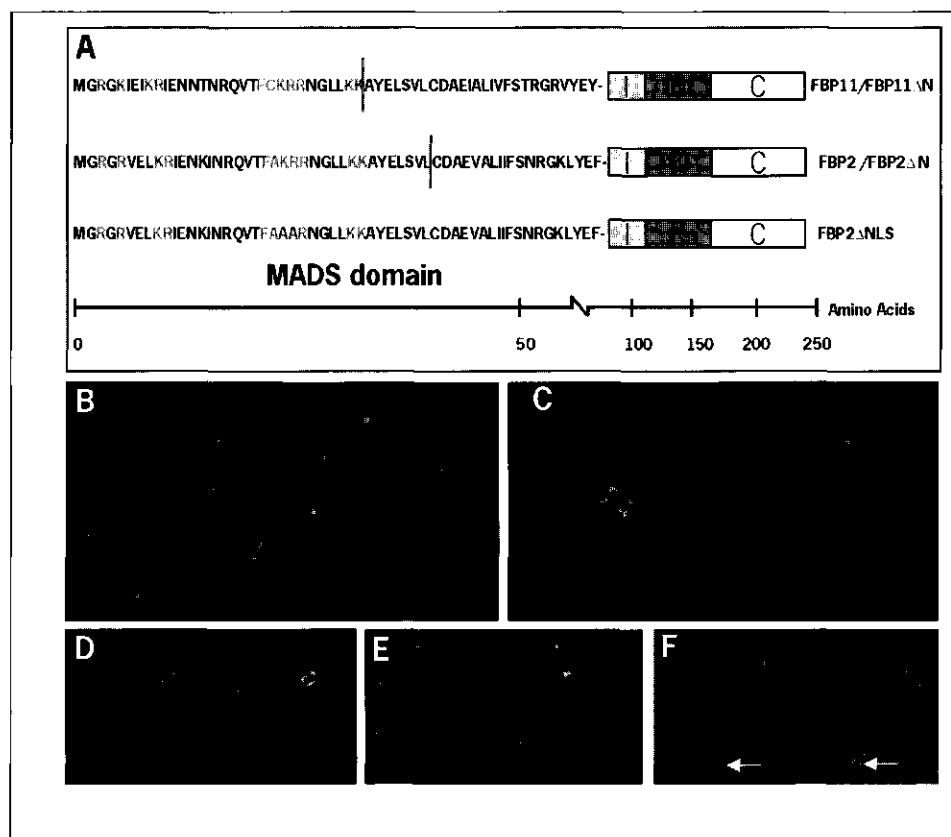 A
MGRGKIEIKRIENNTNRQVTFCKRRNGLLKKAYELSVLCDAEIALIVFSTRGRVYEY- I C FBP11/FBP11ΔN
MGRGRVELKRIENKINRQVTFAKRRNGLLKKAYELSVLCDAEVALIIFSNRGKLYEF- I C FBP2/FBP2ΔN
MGRGRVELKRIENKINRQVTFAAARNGLLKKAYELSVLCDAEVALIIFSNRGKLYEF- I C FBP2ΔNLS
MADS domain
Amino Acids
0 50 100 150 200 250
B C
D E F